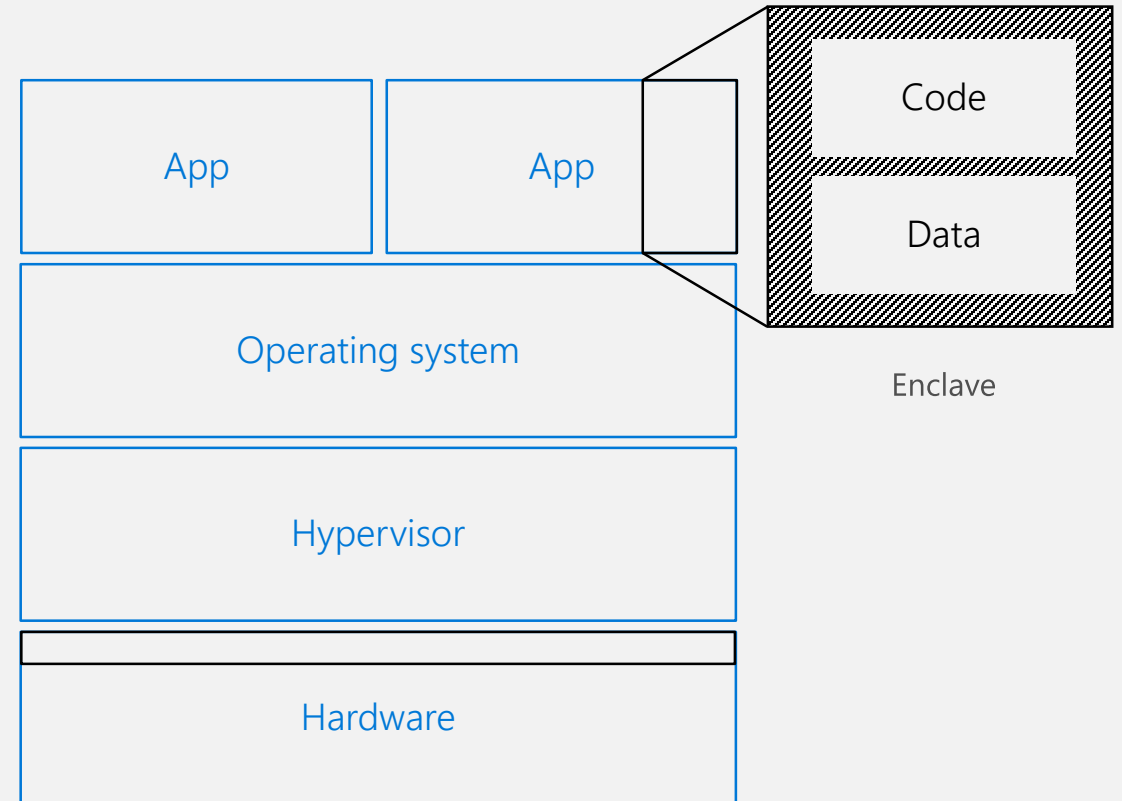 Code
App
App
Data
Operating system
Enclave
Hypervisor
Hardware